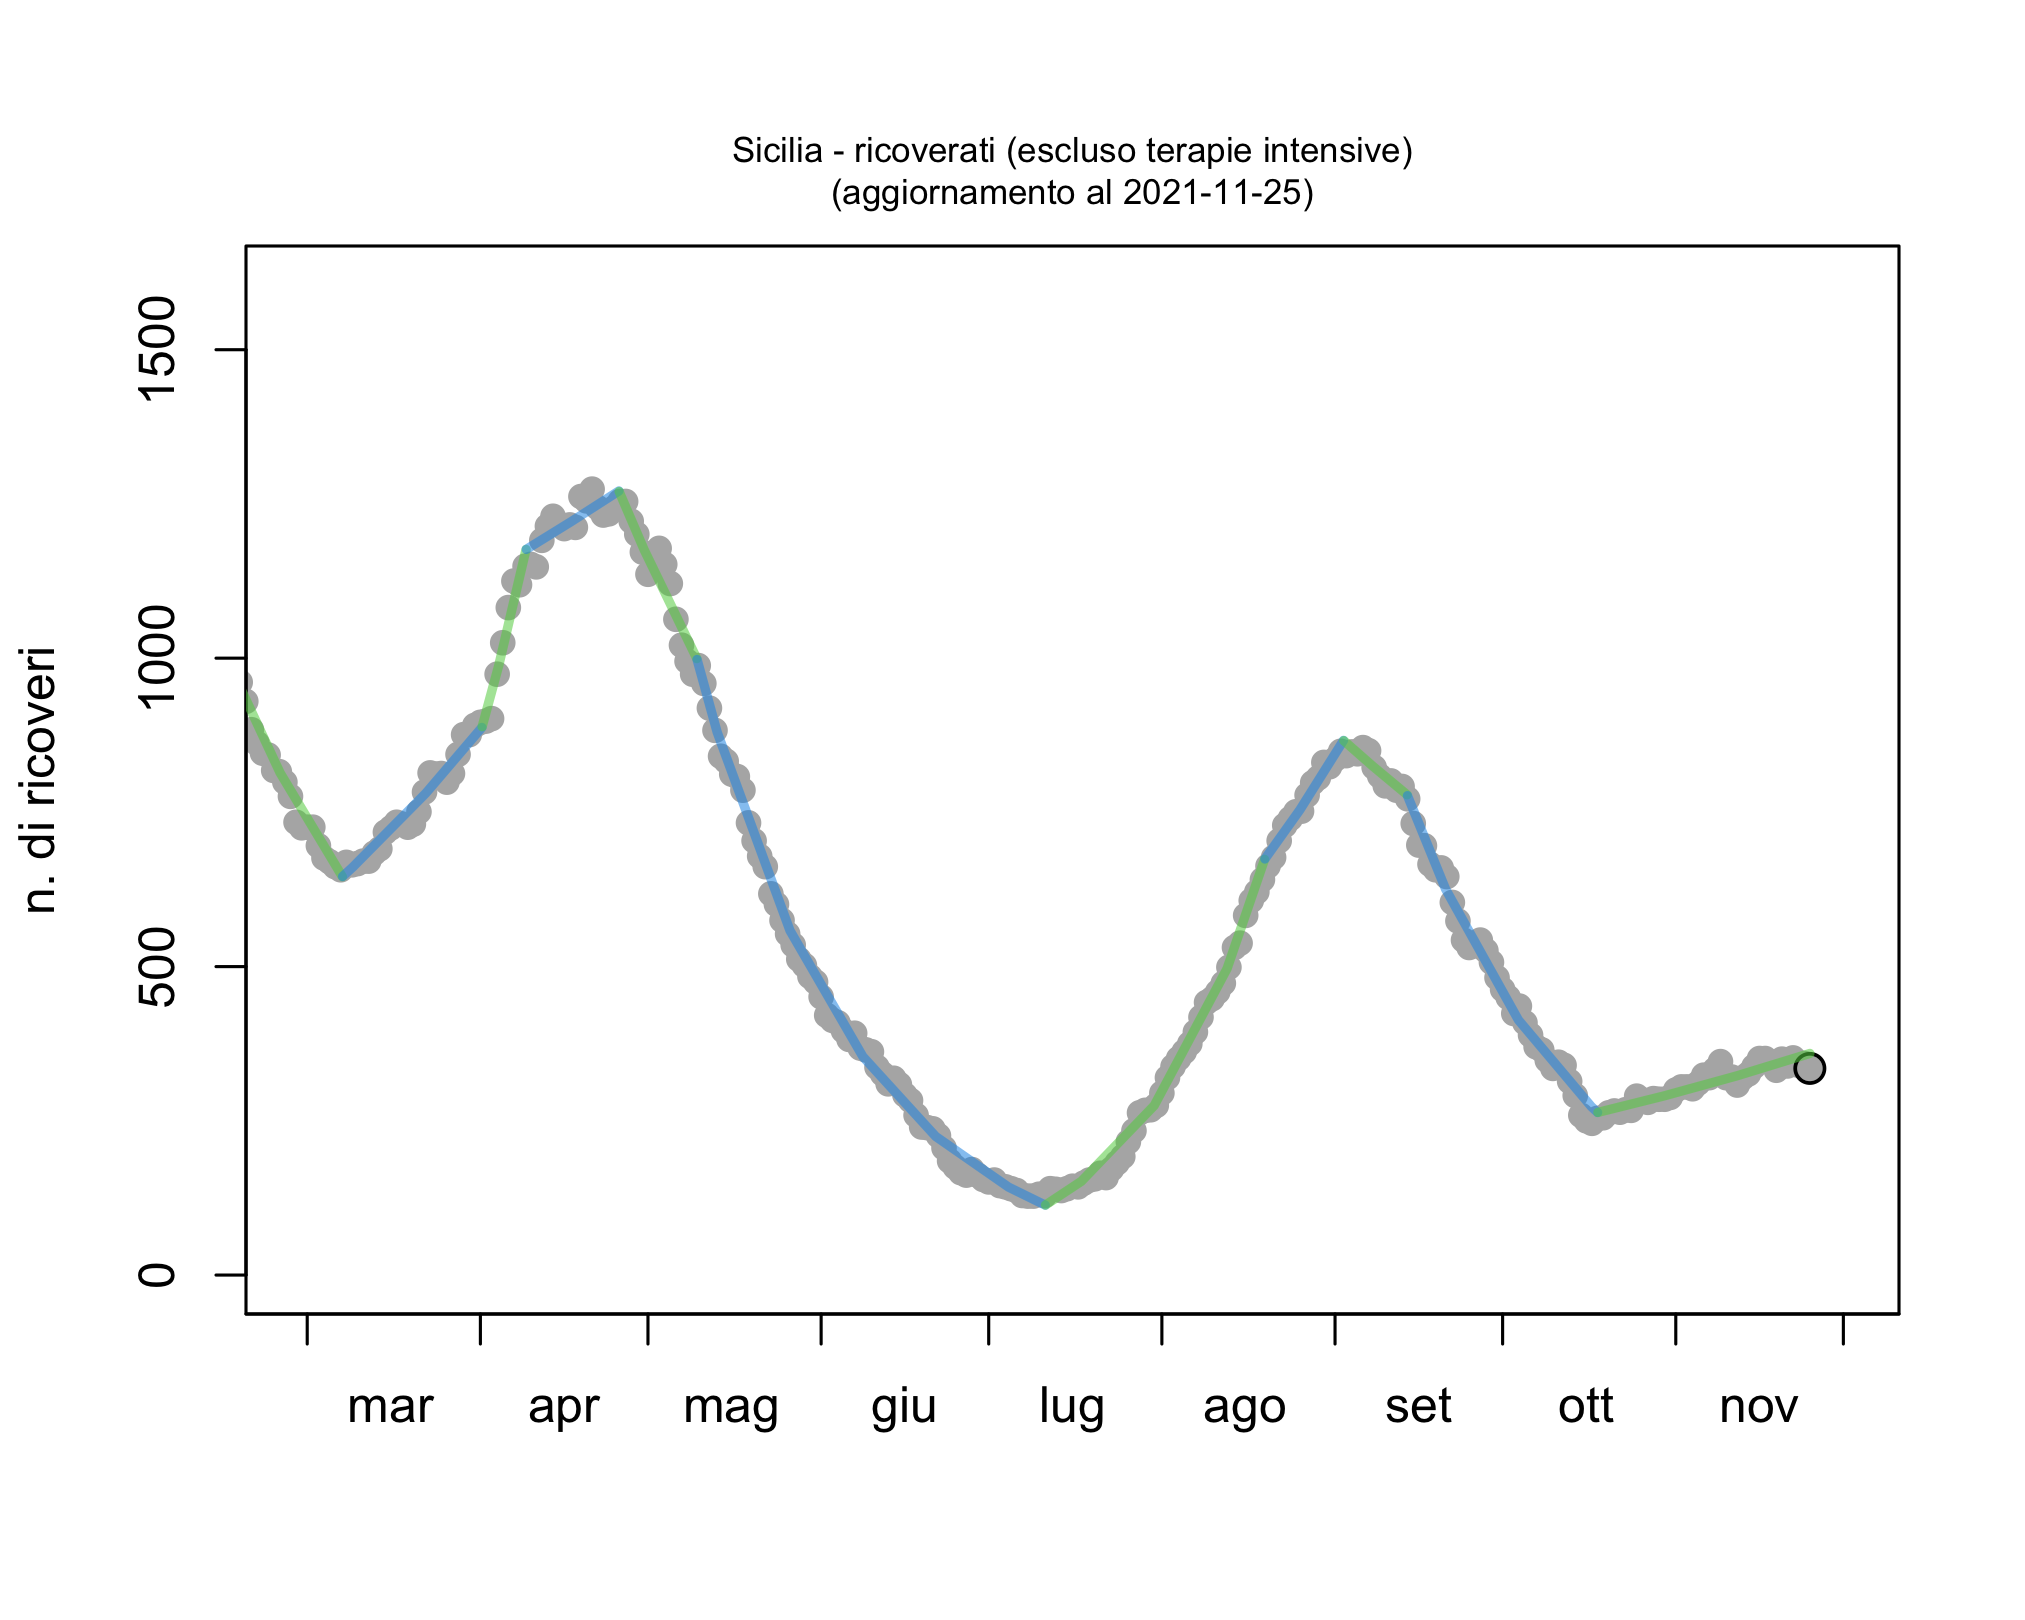 Sicilia - ricoverati (escluso terapie intensive)
(aggiornamento al 2021-11-25)
n. di ricoveri
1500
1000
500
0
mar apr mag giu lug ago set ott nov